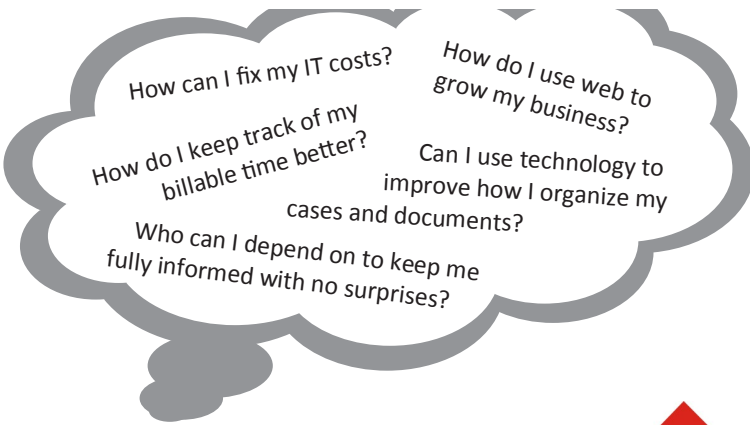 How can I fix my IT costs?
How do I use web to
grow my business?
How do I keep track of my
billable time better?
Can I use technology to
improve how I organize my
cases and documents?
Who can I depend on to keep me
fully informed with no surprises?